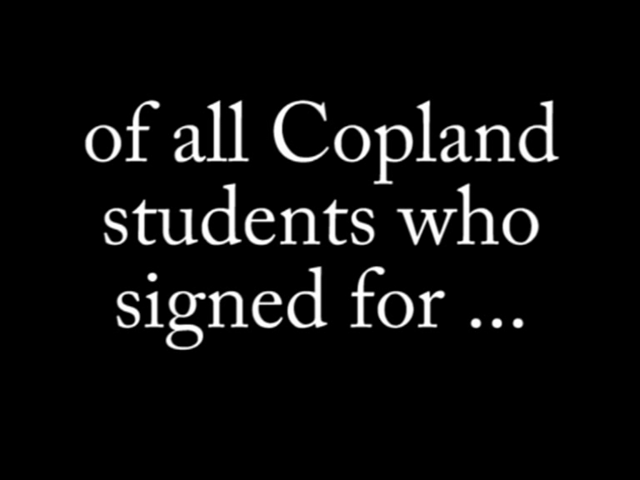 of all Copland
students who
signed for ...